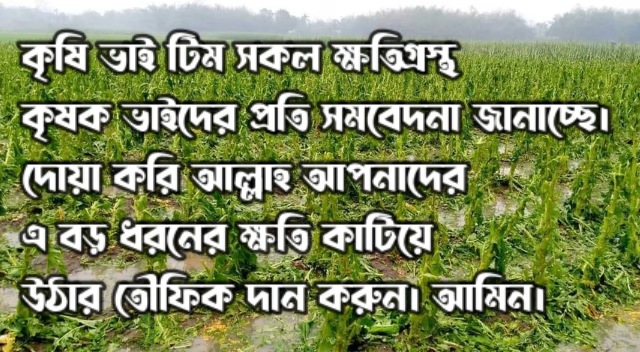 কৃষি ভাই টিম সকল ক্ষতিগ্রস্থ
কৃষক ভাইদের প্রতি সমবেদনা জানাচ্ছে।
দোয়া করি আল্লাহ আপনাদের
এ বড় ধরনের ক্ষতি কাটিয়ে
উঠার তৌফিক দান করুন। আমিন।